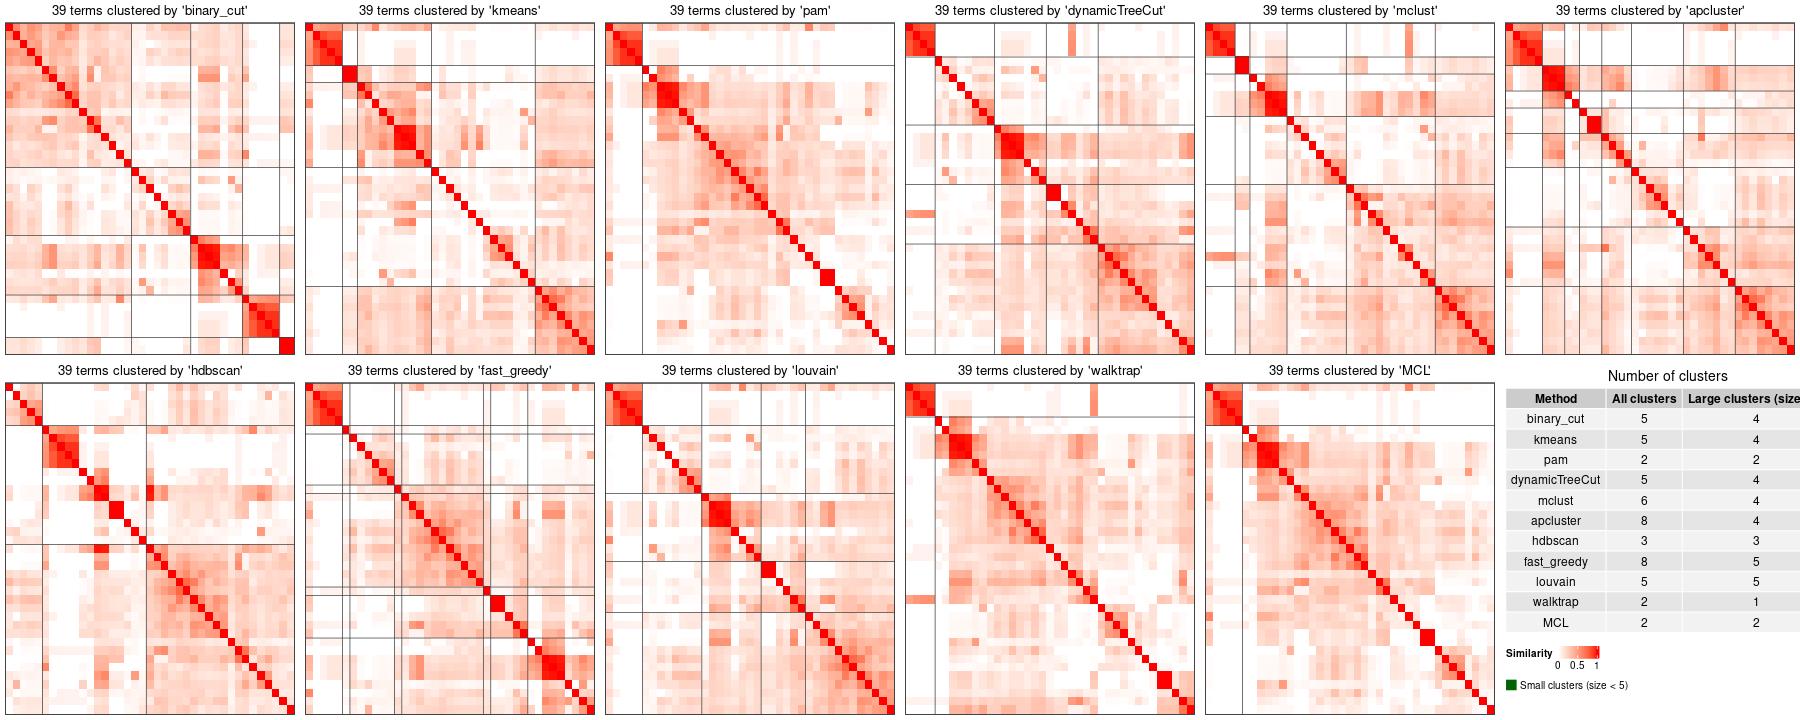 39 terms clustered by 'binary_cut'
39 terms clustered by 'kmeans'
39 terms clustered by 'pam'
39 terms clustered by 'dynamicTreeCut'
39 terms clustered by 'mclust'
39 terms clustered by 'apcluster'
39 terms clustered by 'hdbscan'
39 terms clustered by 'fast_greedy'
39 terms clustered by 'louvain'
39 terms clustered by 'walktrap'
39 terms clustered by 'MCL'
Number of clusters
Method All clusters Large clusters (size
binary_cut 5 4
kmeans 5 4
pam 2 2
dynamicTreeCut 5 4
mclust 6 4
apcluster 8 4
hdbscan 3 3
fast_greedy 8 5
louvain 5 5
walktrap 2 1
MCL 2 2
Similarity
0 0.5 1
Small clusters (size < 5)